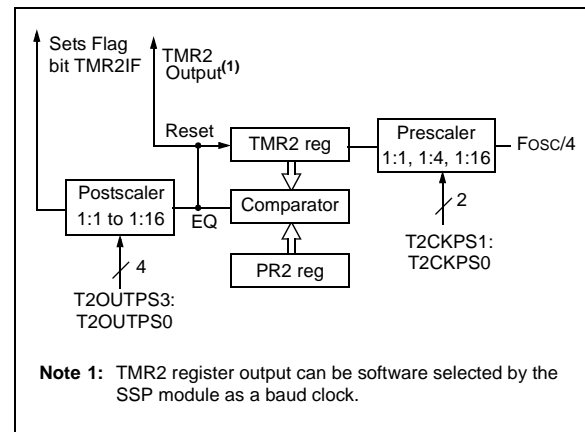 Sets Flag
bit TMR2IF
TMR2
Output(1)
Reset
TMR2 reg
Prescaler
1:1, 1:4, 1:16
FOSC/4
Postscaler
1:1 to 1:16
EQ
Comparator
2
4
PR2 reg
T2CKPS1:
T2CKPS0
T2OUTPS3:
T2OUTPS0
Note 1: TMR2 register output can be software selected by the
SSP module as a baud clock.